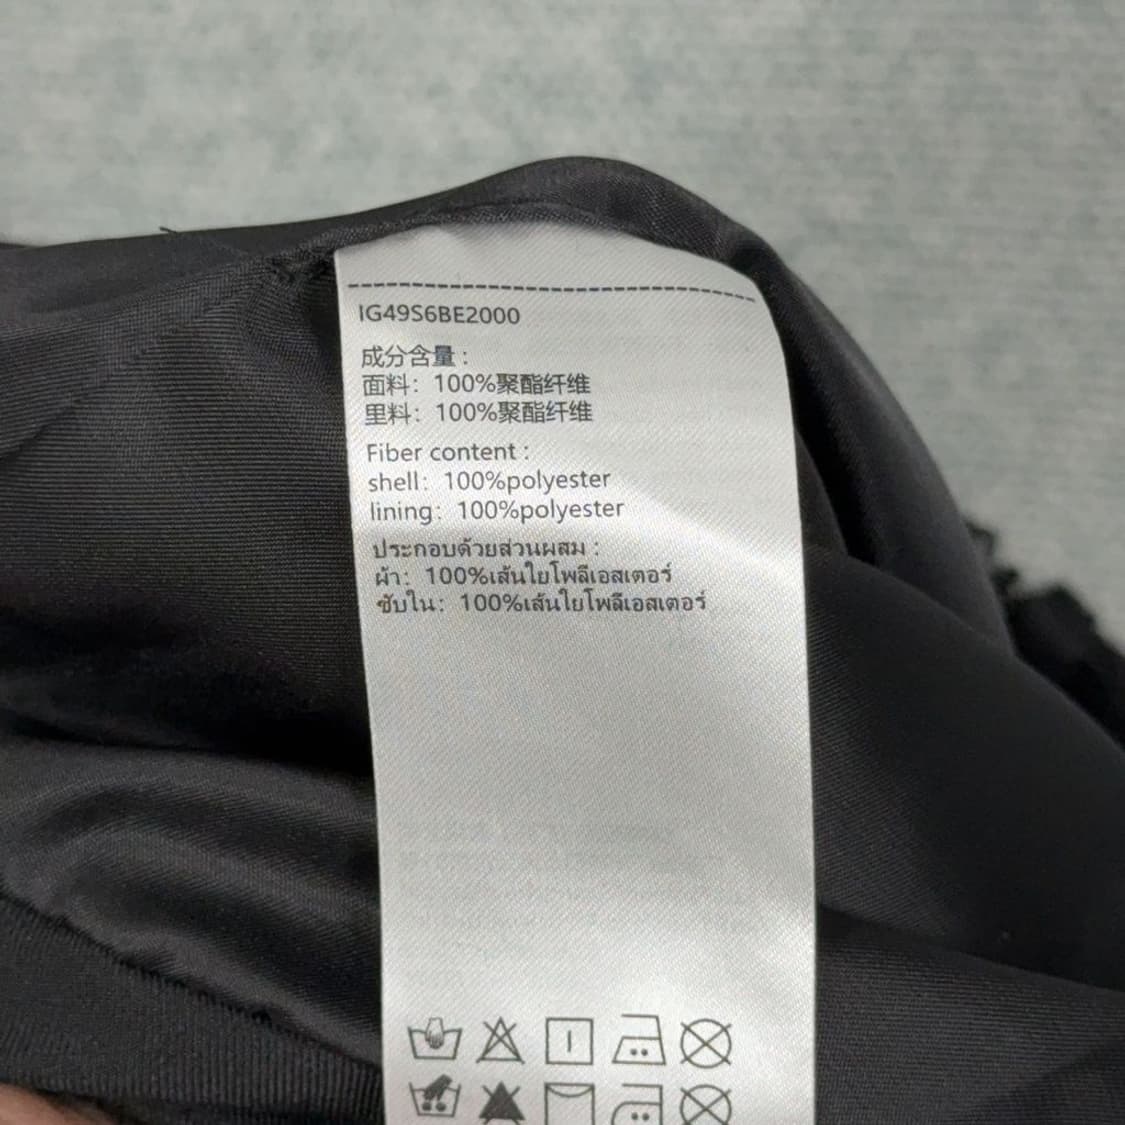 IG49S6BE2000
成分含量：
面料：100%聚酯纤维
里料：100%聚酯纤维
Fiber content :
shell: 100%polyester
lining: 100%polyester
ประกอบด้วยส่วนผสม :
ผ้า: 100%เส้นใยโพลีเอสเตอร์
ซับใน: 100%เส้นใยโพลีเอสเตอร์